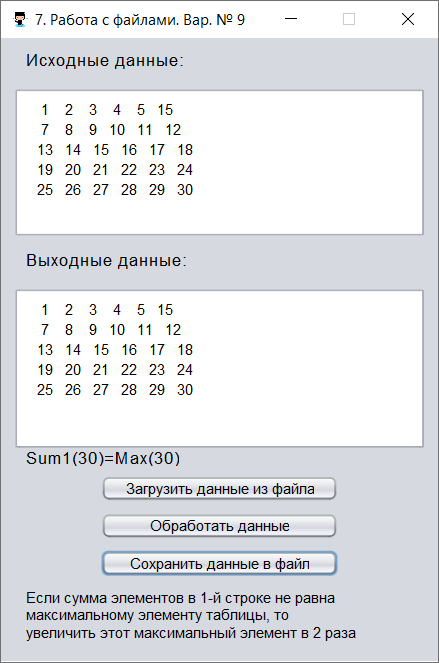 7. Работа с файлами. Вар. № 9
Исходные данные:
1 2 3 4 5 15
7 8 9 10 11 12
13 14 15 16 17 18
19 20 21 22 23 24
25 26 27 28 29 30
Выходные данные:
1 2 3 4 5 15
7 8 9 10 11 12
13 14 15 16 17 18
19 20 21 22 23 24
25 26 27 28 29 30
Sum1(30)=Max(30)
Загрузить данные из файла
Обработать данные
Сохранить данные в файл
Если сумма элементов в 1-й строке не равна
максимальному элементу таблицы, то
увеличить этот максимальный элемент в 2 раза